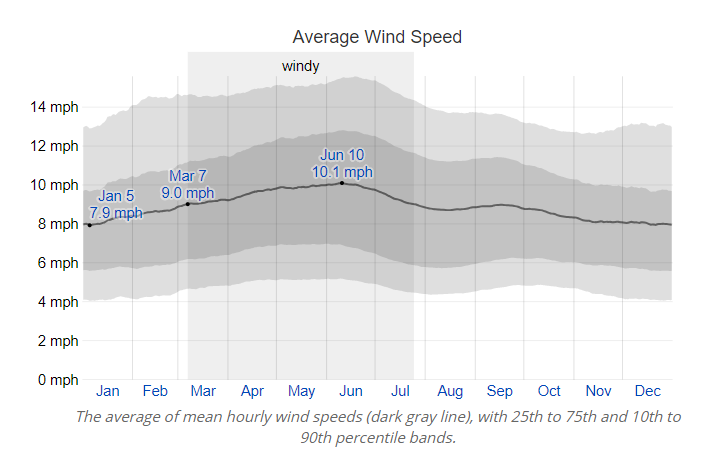 Average Wind Speed
windy
14 mph
12 mph
10 mph
8 mph
6 mph
4 mph
2 mph
0 mph
Jan 5
7.9 mph
Mar 7
9.0 mph
Jun 10
10.1 mph
Jan Feb Mar Apr May Jun Jul Aug Sep Oct Nov Dec
The average of mean hourly wind speeds (dark gray line), with 25th to 75th and 10th to
90th percentile bands.